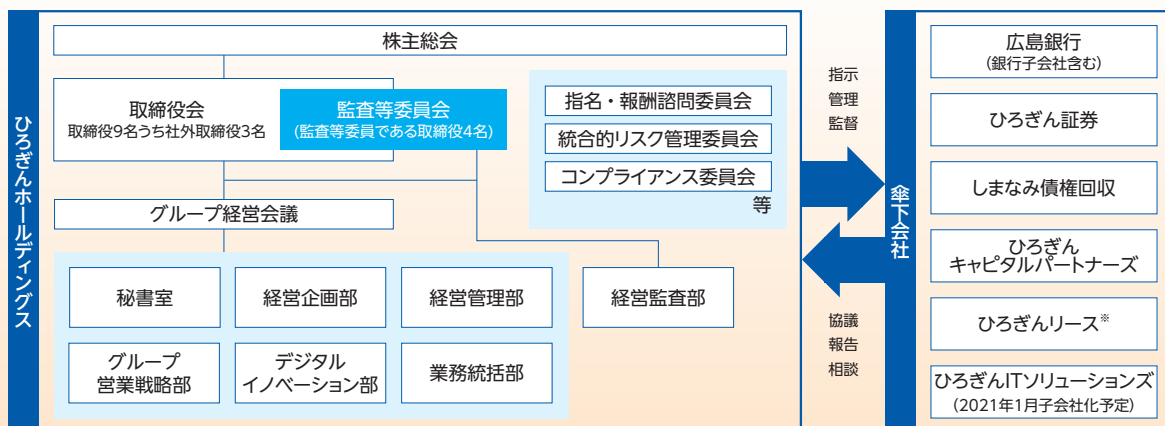 ひろぎんホールディングス
株主総会
取締役会
取締役9名うち社外取締役3名
監査等委員会
(監査等委員である取締役4名)
指名・報酬諮問委員会
統合的リスク管理委員会
コンプライアンス委員会
等
グループ経営会議
秘書室
経営企画部
経営管理部
経営監査部
グループ
営業戦略部
デジタル
イノベーション部
業務統括部
指示
管理
監督
協議
報告
相談
傘下会社
広島銀行
(銀行子会社含む)
ひろぎん証券
しまなみ債権回収
ひろぎん
キャピタルパートナーズ
ひろぎんリース※
ひろぎんITソリューションズ
(2021年1月子会社化予定)